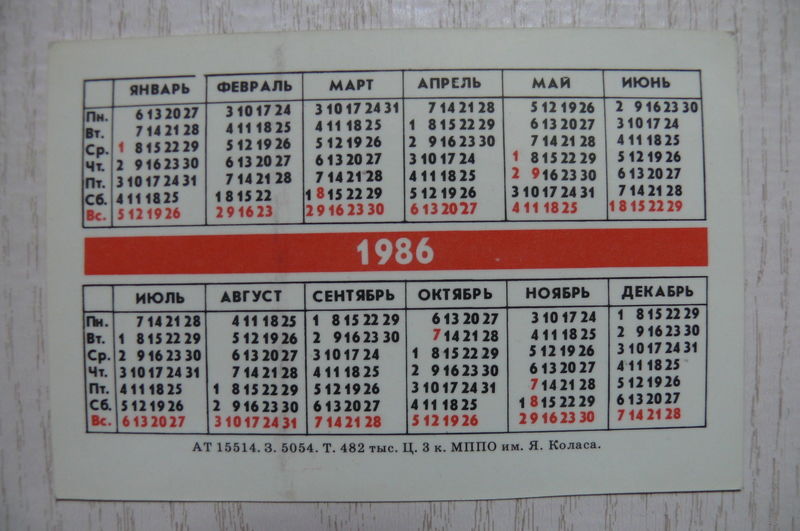 ЯНВАРЬ ФЕВРАЛЬ МАРТ АПРЕЛЬ МАЙ ИЮНЬ
Пн. 6 13 20 27 3 10 17 24 3 10 17 24 31 7 14 21 28 5 12 19 26 2 9 16 23 30
Вт. 7 14 21 28 4 11 18 25 4 11 18 25 1 8 15 22 29 6 13 20 27 3 10 17 24
Ср. 1 8 15 22 29 5 12 19 26 5 12 19 26 2 9 16 23 30 7 14 21 28 4 11 18 25
Чт. 2 9 16 23 30 6 13 20 27 6 13 20 27 3 10 17 24 1 8 15 22 29 5 12 19 26
Пт. 3 10 17 24 31 7 14 21 28 7 14 21 28 4 11 18 25 2 9 16 23 30 6 13 20 27
Сб. 4 11 18 25 1 8 15 22 1 8 15 22 29 5 12 19 26 3 10 17 24 31 7 14 21 28
Вс. 5 12 19 26 2 9 16 23 2 9 16 23 30 6 13 20 27 4 11 18 25 1 8 15 22 29
1986
ИЮЛЬ АВГУСТ СЕНТЯБРЬ ОКТЯБРЬ НОЯБРЬ ДЕКАБРЬ
Пн. 7 14 21 28 4 11 18 25 1 8 15 22 29 6 13 20 27 3 10 17 24 1 8 15 22 29
Вт. 1 8 15 22 29 5 12 19 26 2 9 16 23 30 7 14 21 28 4 11 18 25 2 9 16 23 30
Ср. 2 9 16 23 30 6 13 20 27 3 10 17 24 1 8 15 22 29 5 12 19 26 3 10 17 24 31
Чт. 3 10 17 24 31 7 14 21 28 4 11 18 25 2 9 16 23 30 6 13 20 27 4 11 18 25
Пт. 4 11 18 25 1 8 15 22 29 5 12 19 26 3 10 17 24 31 7 14 21 28 5 12 19 26
Сб. 5 12 19 26 2 9 16 23 30 6 13 20 27 4 11 18 25 1 8 15 22 29 6 13 20 27
Вс. 6 13 20 27 3 10 17 24 31 7 14 21 28 5 12 19 26 2 9 16 23 30 7 14 21 28
АТ 15514. З. 5054. Т. 482 тыс. Ц. 3 к. МППО им. Я. Коласа.